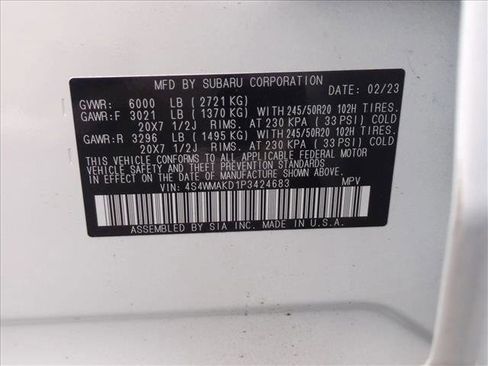 MFD BY SUBARU CORPORATION DATE: 02/23
GVWR: 6000 LB (2721 KG)
GAWR:F 3021 LB (1370 KG) WITH 245/50R20 102H TIRES.
20X7 1/2J RIMS. AT 230 KPA (33 PSI) COLD
GAWR:R 3296 LB (1495 KG) WITH 245/50R20 102H TIRES.
20X7 1/2J RIMS. AT 230 KPA (33 PSI) COLD
THIS VEHICLE CONFORMS TO ALL APPLICABLE FEDERAL MOTOR
VEHICLE SAFETY AND THEFT PREVENTION STANDARDS
IN EFFECT ON THE DATE OF MANUFACTURE SHOWN ABOVE.
VIN: 4S4WMAKD1P3424683 MPV
ASSEMBLED BY SIA INC. MADE IN U.S.A.